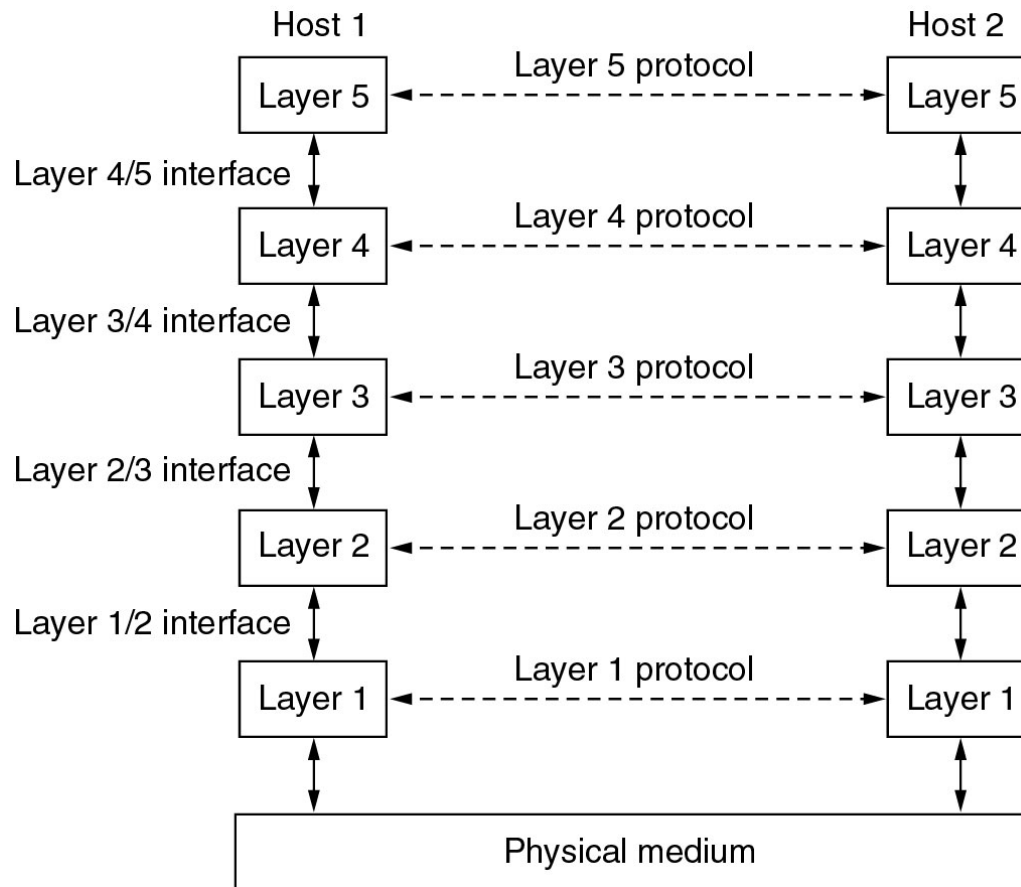 Host 1 Host 2
Layer 5 protocol
Layer 5 Layer 5
Layer 4/5 interface
Layer 4 protocol
Layer 4 Layer 4
Layer 3/4 interface
Layer 3 protocol
Layer 3 Layer 3
Layer 2/3 interface
Layer 2 protocol
Layer 2 Layer 2
Layer 1/2 interface
Layer 1 protocol
Layer 1 Layer 1
Physical medium